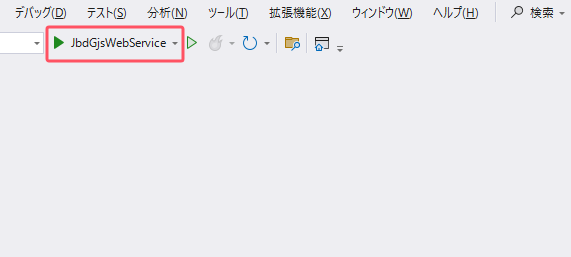 デバッグ(D) テスト(S) 分析(N) ツール(T) 拡張機能(X) ウィンドウ(W) ヘルプ(H) 検索
JbdGjsWebService